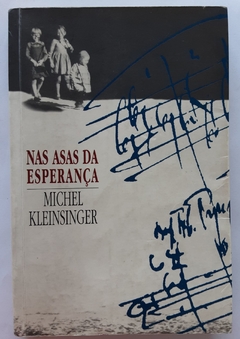 NAS ASAS DA
ESPERANÇA
MICHEL
KLEINSINGER